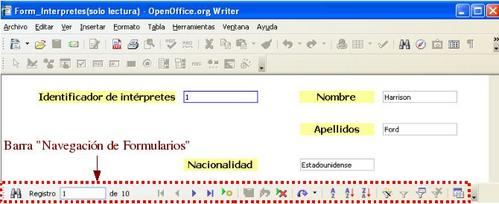 Form_Interpretes(solo lectura) - OpenOffice.org Writer
Archivo Editar Ver Insertar Formato Tabla Herramientas Ventana Ayuda
Identificador de intérpretes 1 Nombre Harrison
Apellidos Ford
Barra "Navegación de Formularios"
Nacionalidad Estadounidense
Registro 1 de 10